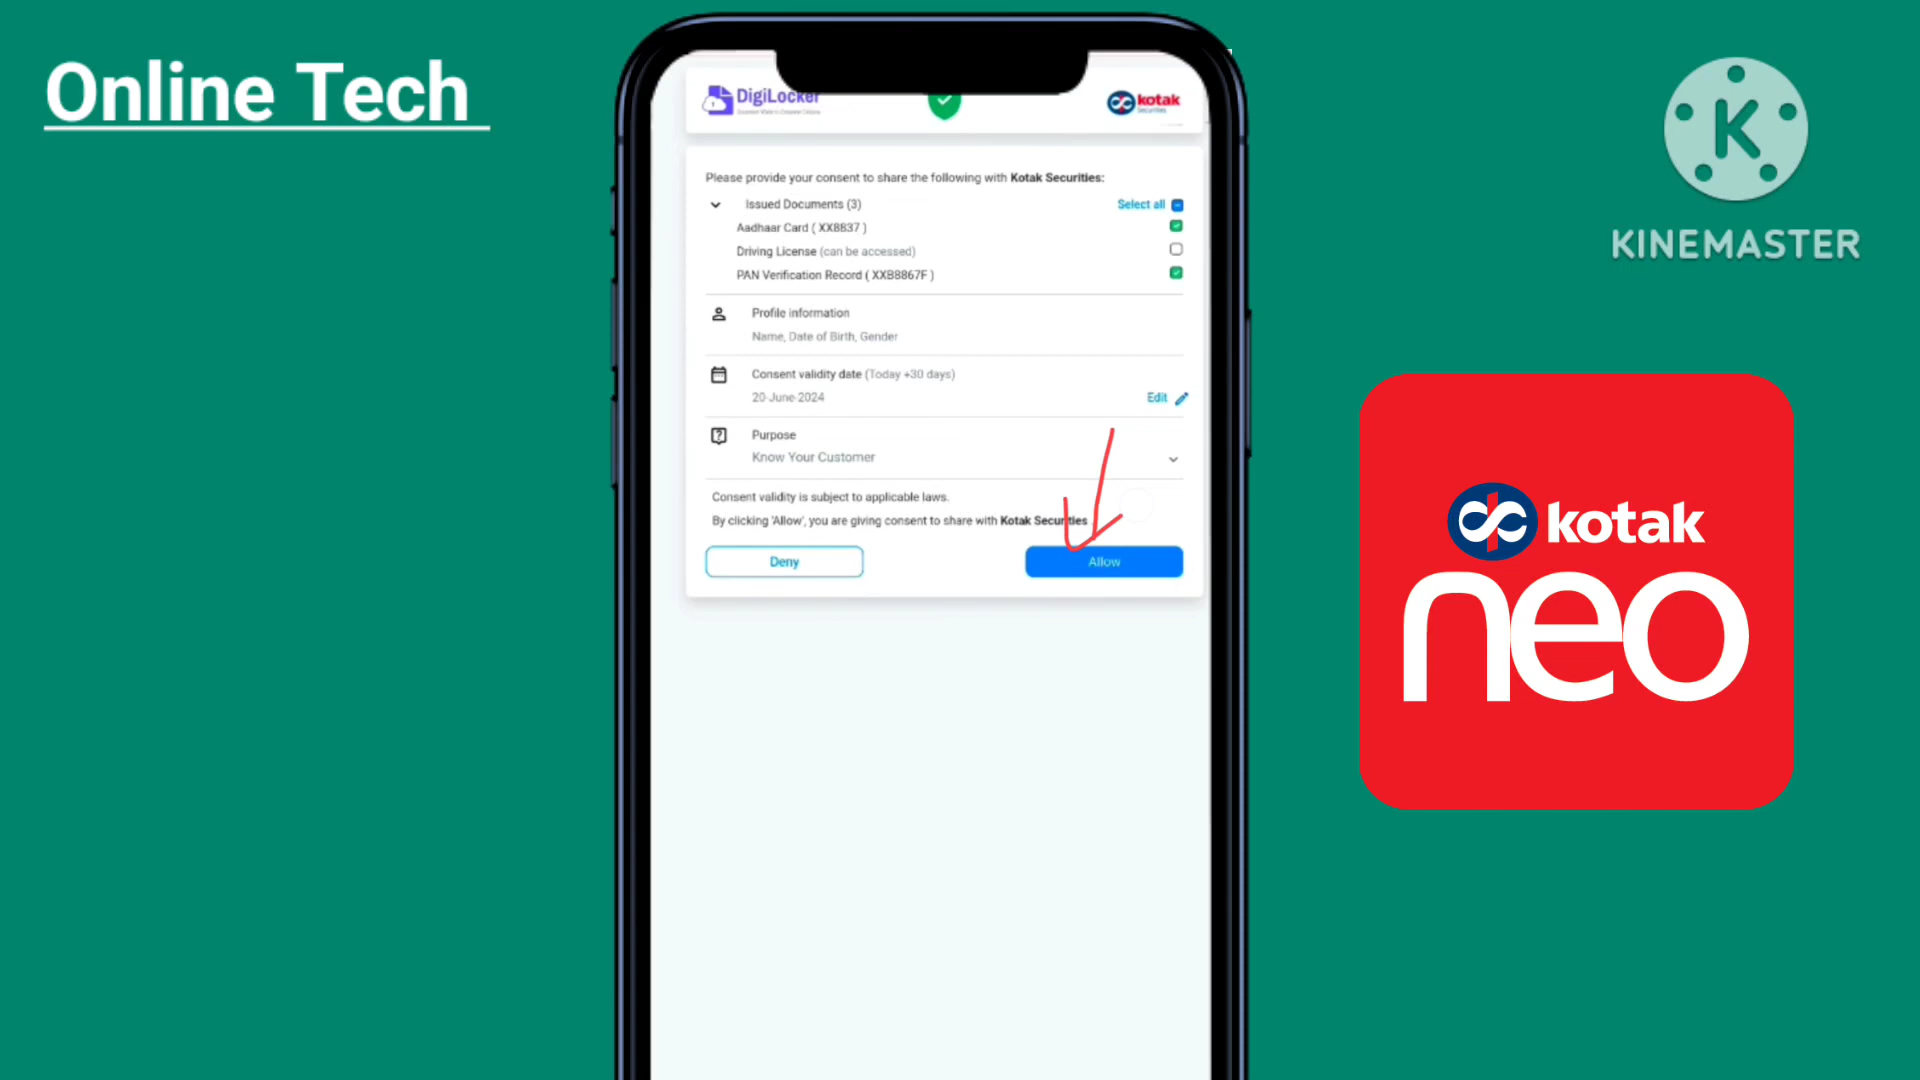 Online Tech
DigiLocker
kotak
Securities
Please provide your consent to share the following with Kotak Securities:
Issued Documents (3)
Select all
Aadhaar Card ( XX8837 )
Driving License (can be accessed)
PAN Verification Record ( XXB8867F )
Profile information
Name, Date of Birth, Gender
Consent validity date (Today +30 days)
20-June-2024
Edit
Purpose
Know Your Customer
Consent validity is subject to applicable laws.
By clicking 'Allow', you are giving consent to share with Kotak Securities
Deny
Allow
K
KINEMASTER
kotak
neo